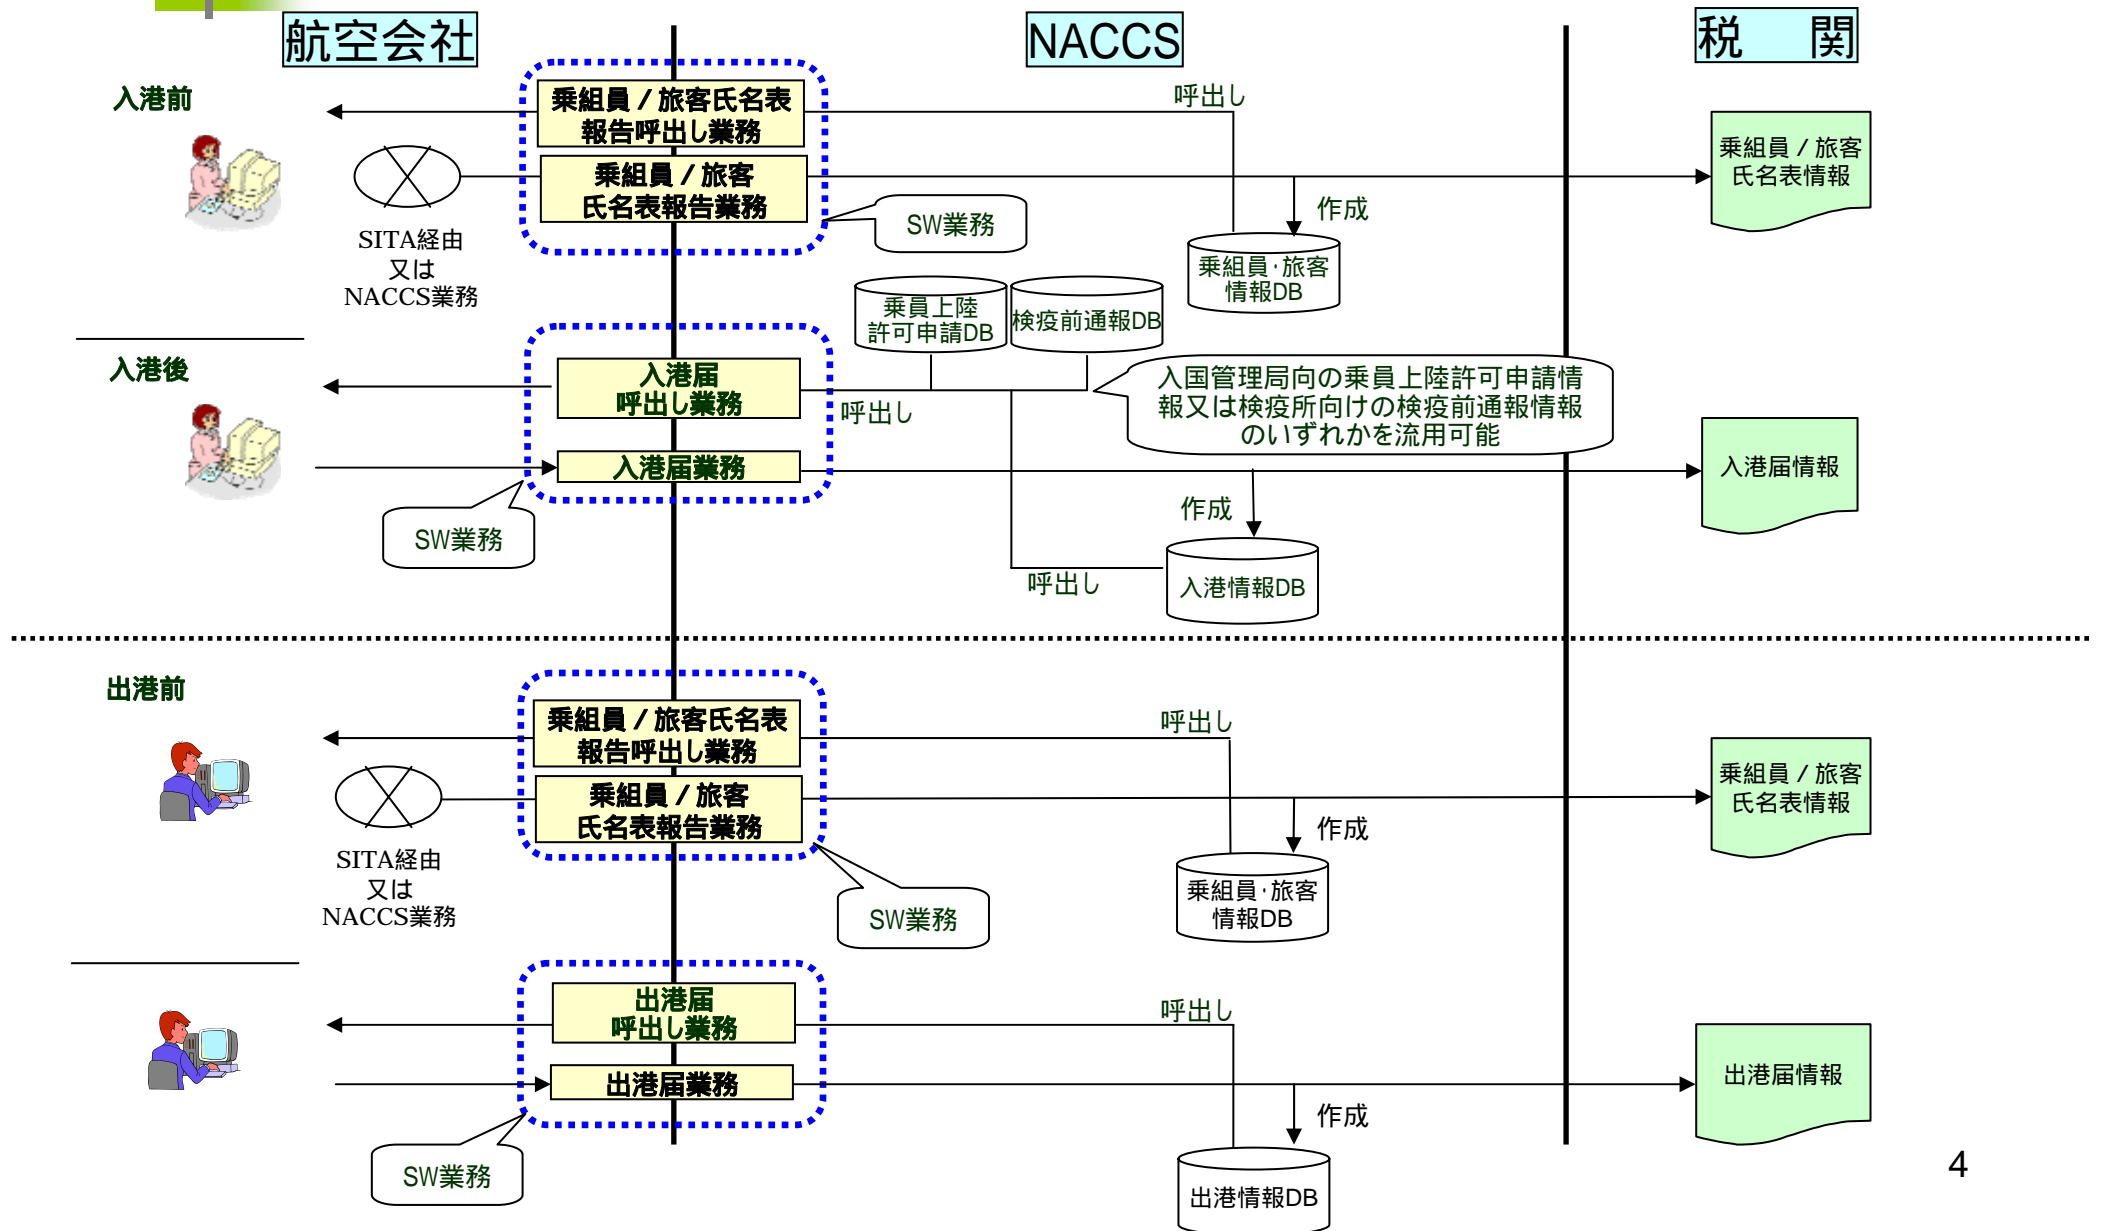 航空会社
NACCS
税 関
入港前
乗組員/旅客氏名表
報告呼出し業務
呼出し
乗組員/旅客
氏名表報告業務
乗組員/旅客
氏名表情報
SW業務
作成
SITA経由
又は
NACCS業務
乗組員・旅客
情報DB
乗員上陸
許可申請DB
検疫前通報DB
入港後
入港届
呼出し業務
呼出し
入国管理局向の乗員上陸許可申請情
報又は検疫所向けの検疫前通報情報
のいずれかを流用可能
入港届業務
入港届情報
SW業務
作成
呼出し
入港情報DB
出港前
乗組員/旅客氏名表
報告呼出し業務
呼出し
乗組員/旅客
氏名表報告業務
乗組員/旅客
氏名表情報
作成
SITA経由
又は
NACCS業務
SW業務
乗組員・旅客
情報DB
出港届
呼出し業務
呼出し
出港届業務
出港届情報
作成
SW業務
出港情報DB
4